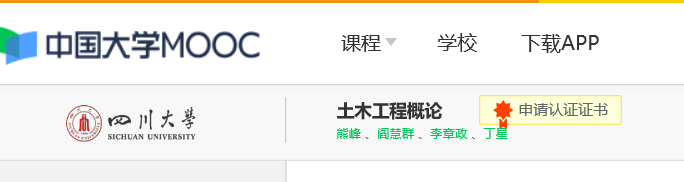 中国大学MOOC 课程 学校 下载APP
四川大学
SICHUAN UNIVERSITY
土木工程概论 申请认证证书
熊峰、阎慧群、李章政、丁星